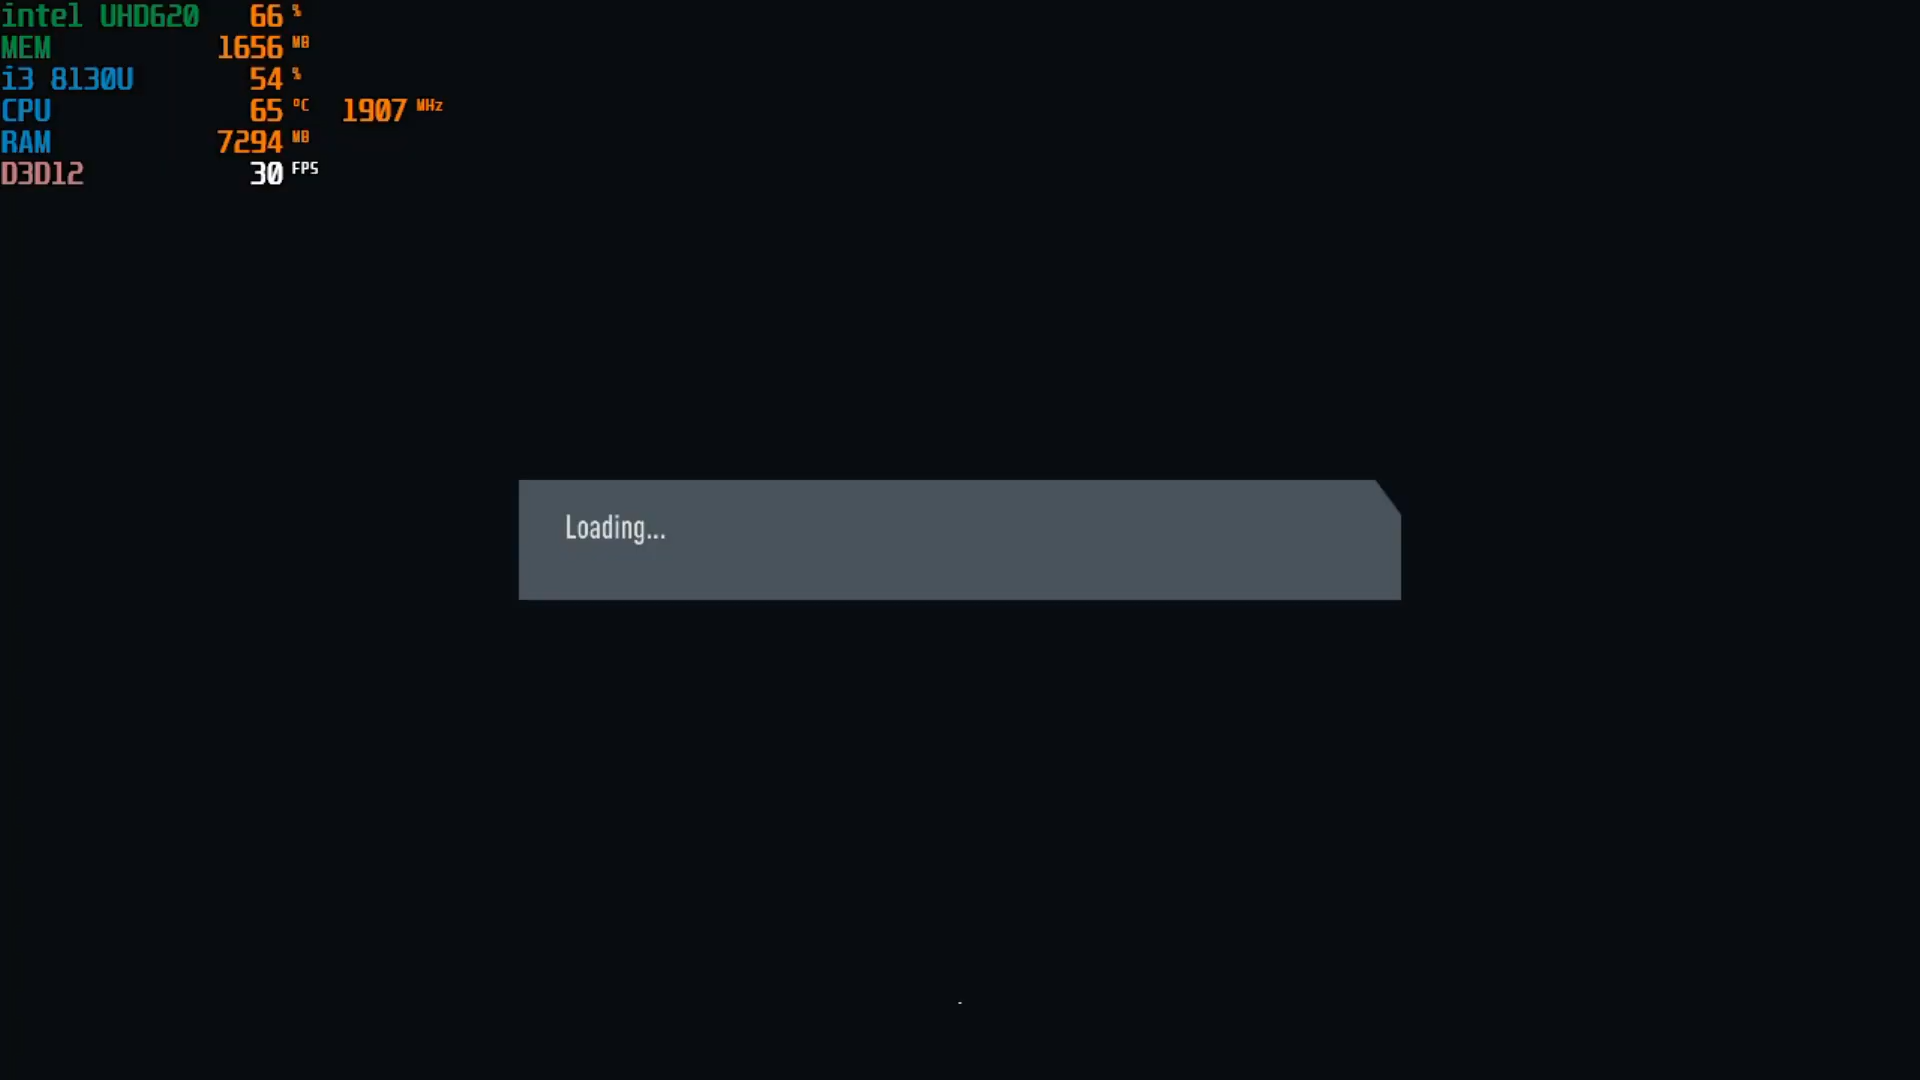 intel UHD620 66 %
MEM 1656 MB
i3 8130U 54 %
CPU 65 °C 1907 MHz
RAM 7294 MB
D3D12 30 FPS
Loading...